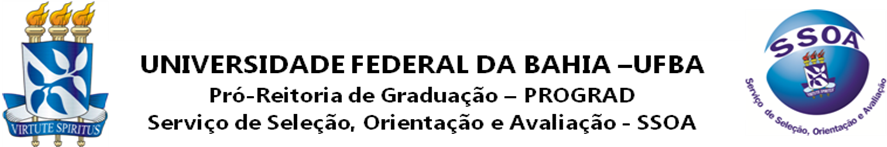 UNIVERSIDADE FEDERAL DA BAHIA –UFBA
Pró-Reitoria de Graduação – PROGRAD
Serviço de Seleção, Orientação e Avaliação - SSOA
VIRTUTE SPIRITUS
SSOA
Serviço de Seleção, Orientação e Avaliação